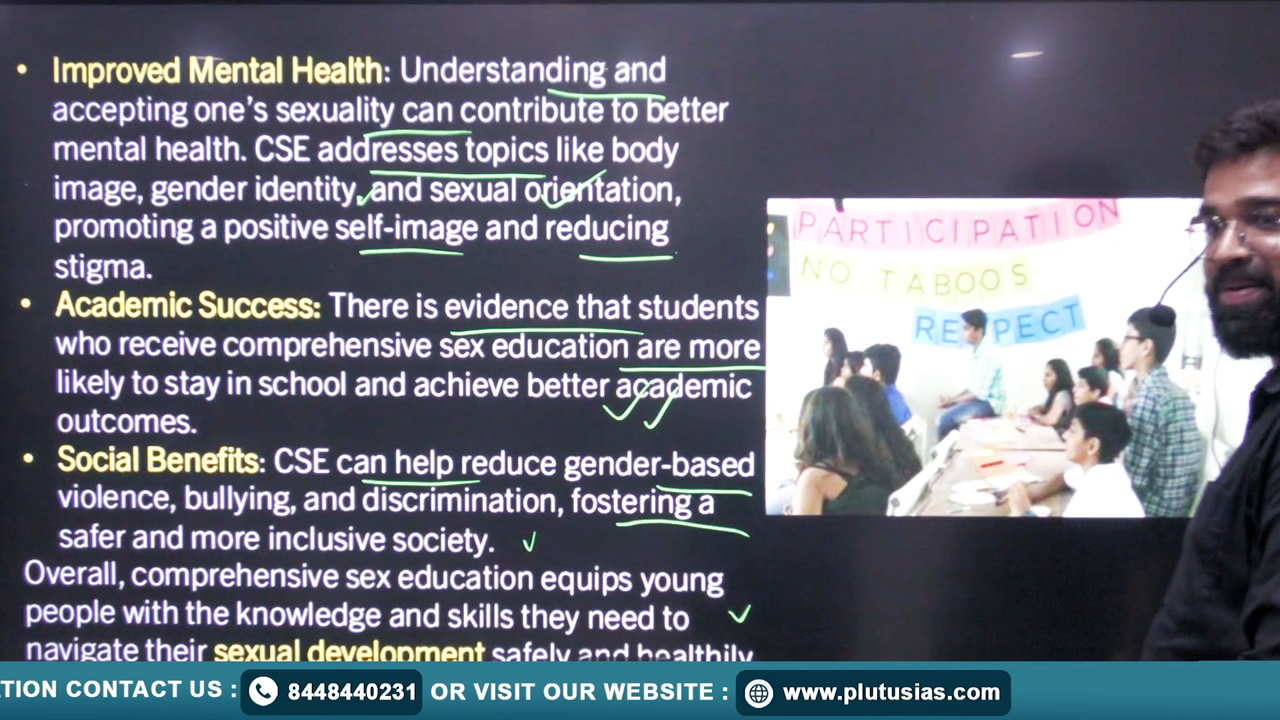 • Improved Mental Health: Understanding and
accepting one's sexuality can contribute to better
mental health. CSE addresses topics like body
image, gender identity, and sexual orientation,
promoting a positive self-image and reducing
stigma.
• Academic Success: There is evidence that students
who receive comprehensive sex education are more
likely to stay in school and achieve better academic
outcomes.
• Social Benefits: CSE can help reduce gender-based
violence, bullying, and discrimination, fostering a
safer and more inclusive society.
Overall, comprehensive sex education equips young
people with the knowledge and skills they need to
navigate their sexual development safely and healthily
PARTICIPATION
NO TABOOS
RESPECT
ATION CONTACT US : 8448440231 OR VISIT OUR WEBSITE : www.plutusias.com